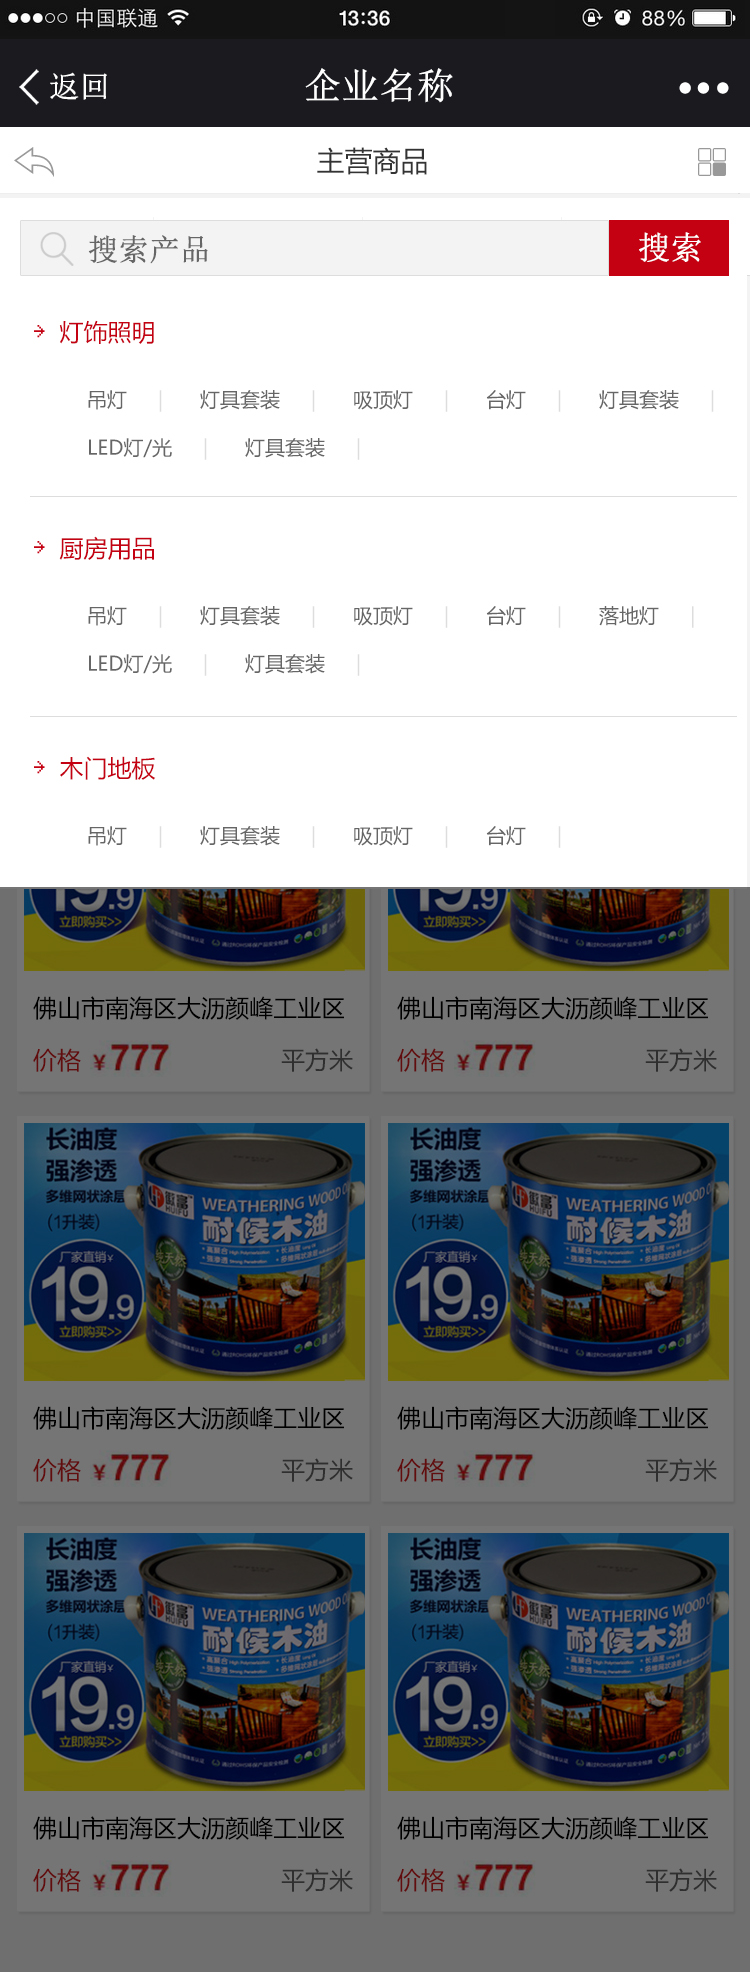 中国联通 13:36 88%
返回 企业名称
主营商品
搜索产品 搜索
灯饰照明
吊灯 | 灯具套装 | 吸顶灯 | 台灯 | 灯具套装 |
LED灯/光 | 灯具套装 |
厨房用品
吊灯 | 灯具套装 | 吸顶灯 | 台灯 | 落地灯 |
LED灯/光 | 灯具套装 |
木门地板
吊灯 | 灯具套装 | 吸顶灯 | 台灯 |
19.9 19.9
立即购买>> 立即购买>>
佛山市南海区大沥颜峰工业区 佛山市南海区大沥颜峰工业区
价格 ¥777 平方米 价格 ¥777 平方米
长油度 长油度
强渗透 强渗透
多维网状涂层 多维网状涂层
(1升装) (1升装)
HUIFU WEATHERING WOOD HUIFU WEATHERING WOOD
耐候木油 耐候木油
厂家直销¥ 厂家直销¥
19.9 19.9
立即购买>> 立即购买>>
佛山市南海区大沥颜峰工业区 佛山市南海区大沥颜峰工业区
价格 ¥777 平方米 价格 ¥777 平方米
长油度 长油度
强渗透 强渗透
多维网状涂层 多维网状涂层
(1升装) (1升装)
HUIFU WEATHERING WOOD HUIFU WEATHERING WOOD
耐候木油 耐候木油
厂家直销¥ 厂家直销¥
19.9 19.9
立即购买>> 立即购买>>
佛山市南海区大沥颜峰工业区 佛山市南海区大沥颜峰工业区
价格 ¥777 平方米 价格 ¥777 平方米